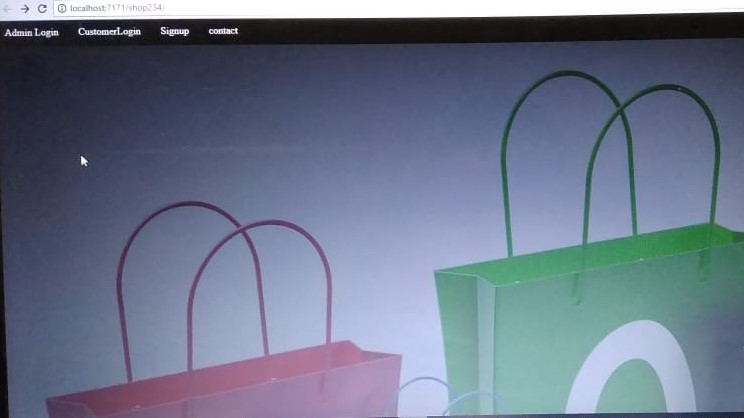 localhost:7171/shop234/
Admin Login CustomerLogin Signup contact